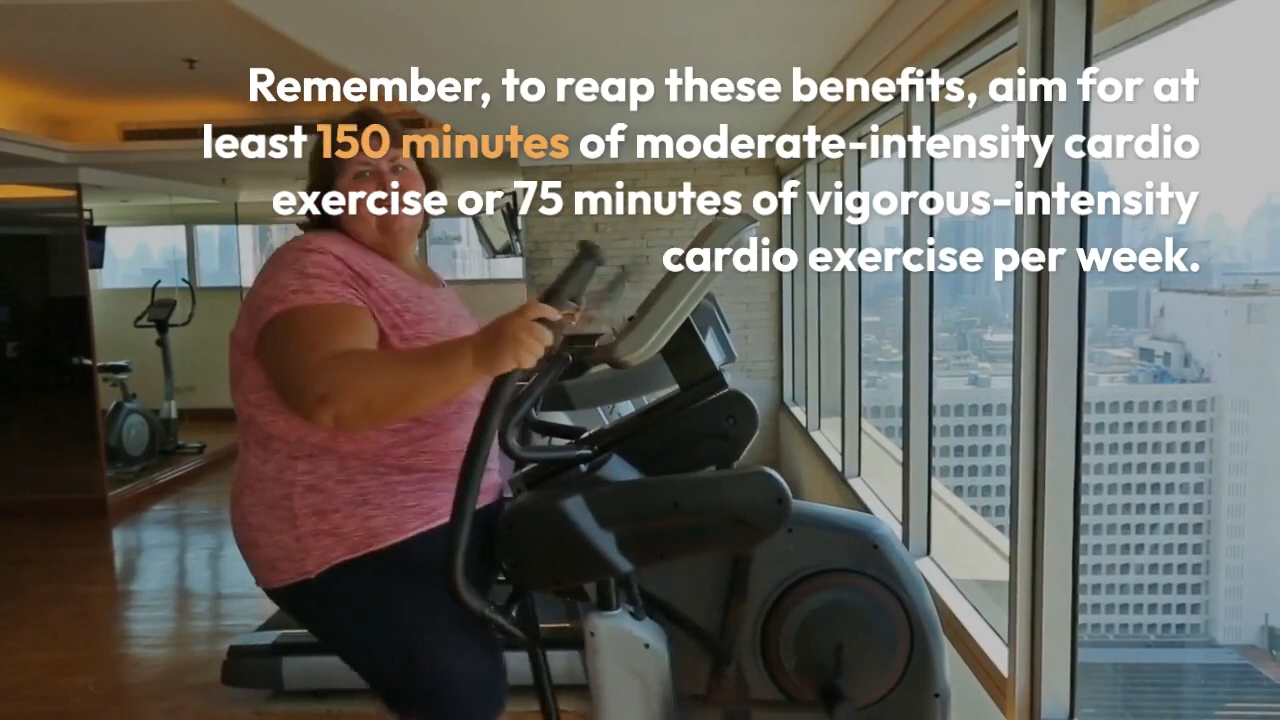 Remember, to reap these benefits, aim for at
least 150 minutes of moderate-intensity cardio
exercise or 75 minutes of vigorous-intensity
cardio exercise per week.